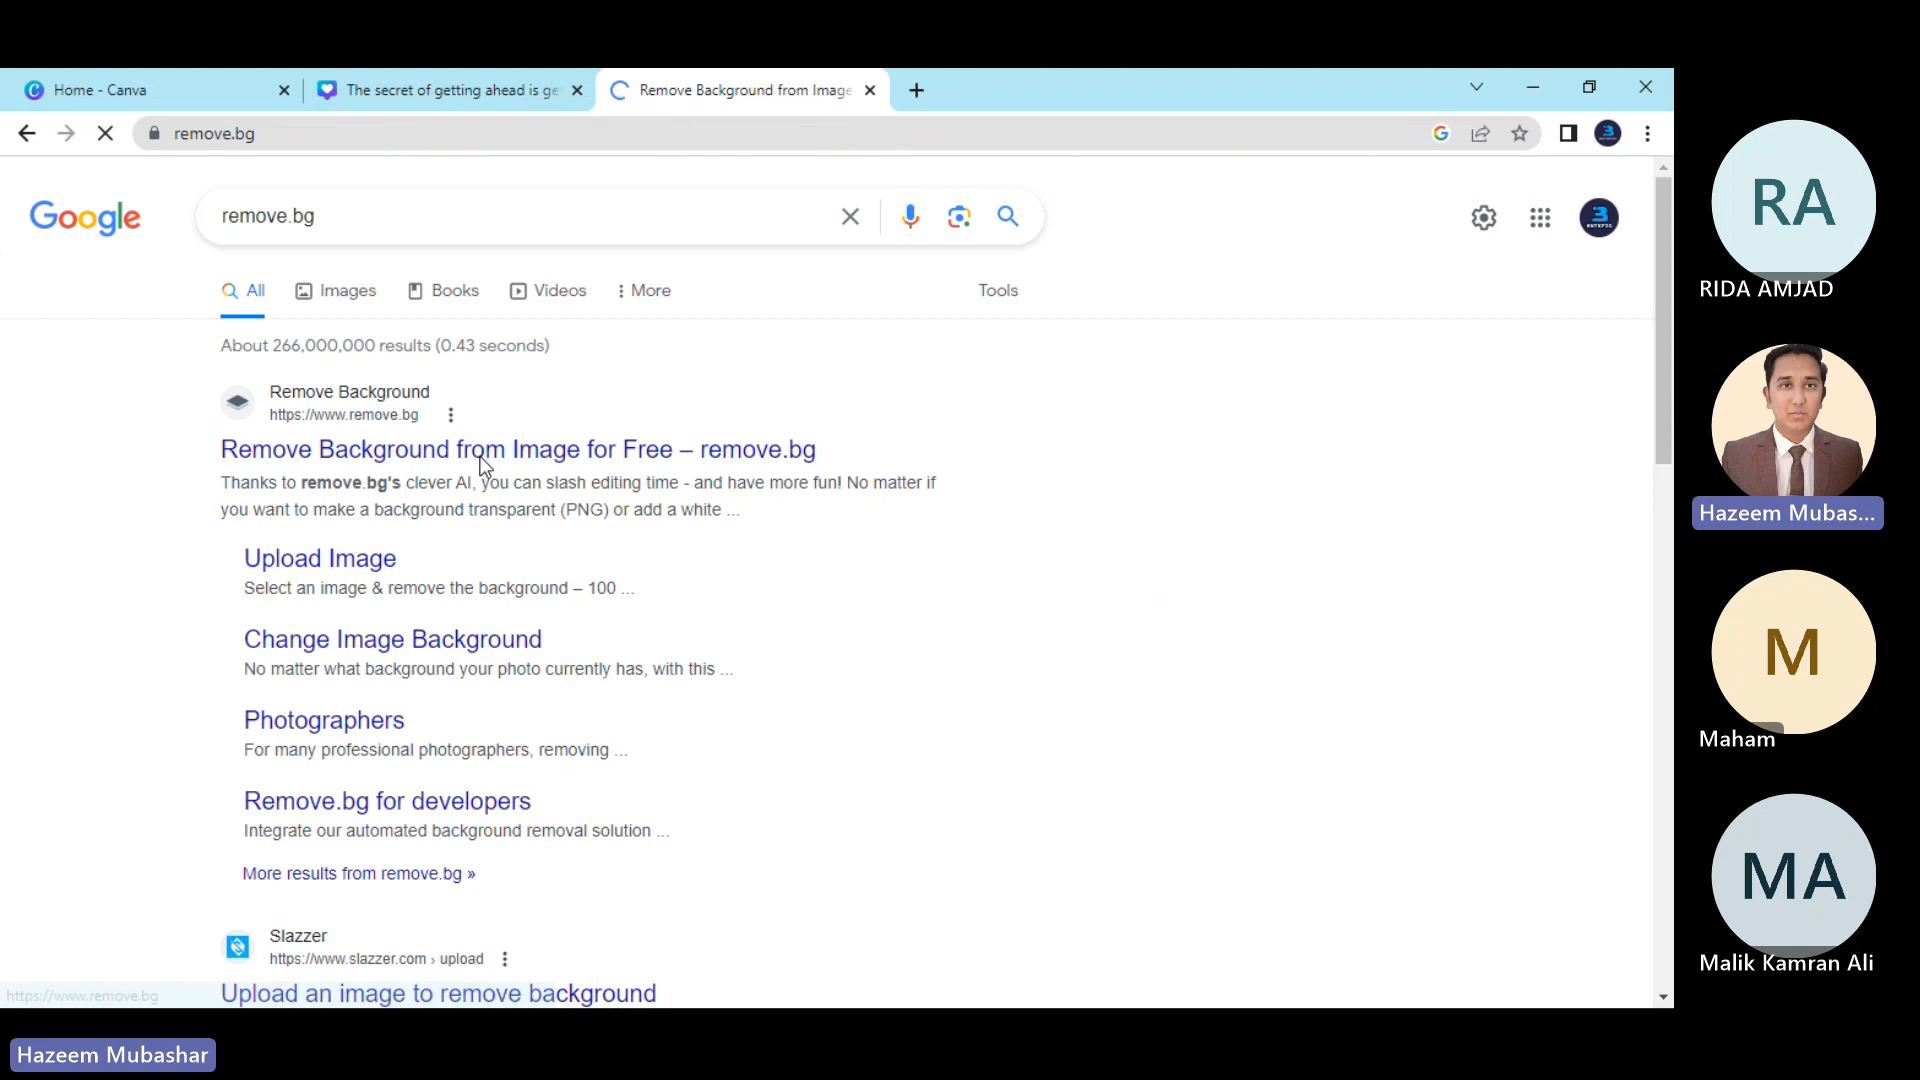 Home - Canva
The secret of getting ahead is ge
Remove Background from Image
remove.bg
Google
remove.bg
All
Images
Books
Videos
More
Tools
About 266,000,000 results (0.43 seconds)
Remove Background
https://www.remove.bg
Remove Background from Image for Free – remove.bg
Thanks to remove.bg's clever AI, you can slash editing time - and have more fun! No matter if
you want to make a background transparent (PNG) or add a white ...
Upload Image
Select an image & remove the background – 100 ...
Change Image Background
No matter what background your photo currently has, with this ...
Photographers
For many professional photographers, removing ...
Remove.bg for developers
Integrate our automated background removal solution ...
More results from remove.bg »
Slazzer
https://www.slazzer.com › upload
Upload an image to remove background
https://www.remove.bg
RA
RIDA AMJAD
Hazeem Mubas...
M
Maham
MA
Malik Kamran Ali
Hazeem Mubashar